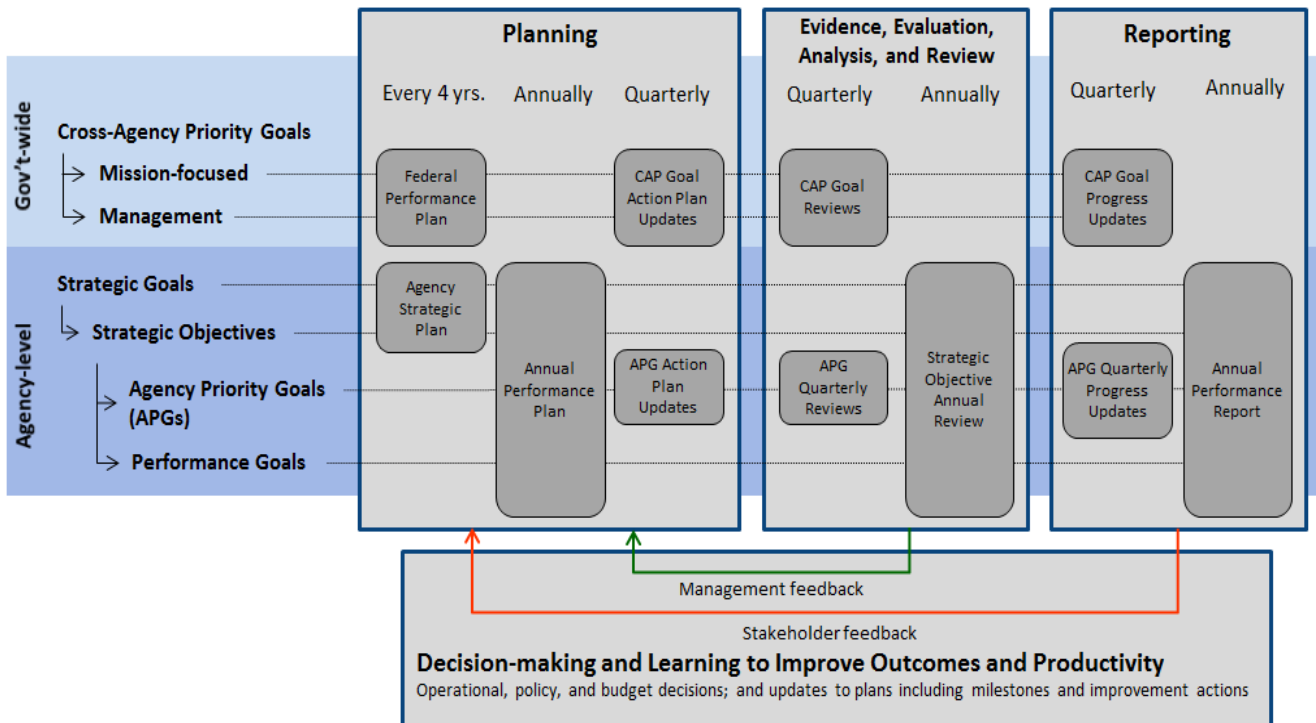 Planning
Evidence, Evaluation,
Analysis, and Review
Reporting
Every 4 yrs.
Annually
Quarterly
Quarterly
Annually
Quarterly
Annually
Gov't-wide
Cross-Agency Priority Goals
Mission-focused
Management
Federal
Performance
Plan
CAP Goal
Action Plan
Updates
CAP Goal
Reviews
CAP Goal
Progress
Updates
Agency-level
Strategic Goals
Strategic Objectives
Agency Priority Goals
(APGs)
Performance Goals
Agency
Strategic
Plan
Annual
Performance
Plan
APG Action
Plan
Updates
APG
Quarterly
Reviews
Strategic
Objective
Annual
Review
APG Quarterly
Progress
Updates
Annual
Performance
Report
Management feedback
Stakeholder feedback
Decision-making and Learning to Improve Outcomes and Productivity
Operational, policy, and budget decisions; and updates to plans including milestones and improvement actions